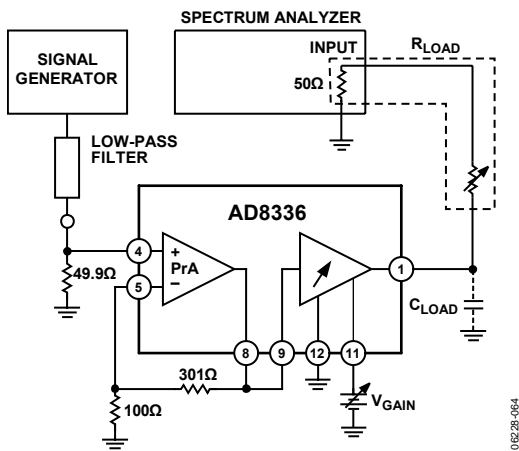 SPECTRUM ANALYZER
SIGNAL
GENERATOR
INPUT
50Ω
RLOAD
LOW-PASS
FILTER
AD8336
49.9Ω
4
+
PrA
5
−
1
CLOAD
8
9
12
11
301Ω
100Ω
VGAIN
06228-064